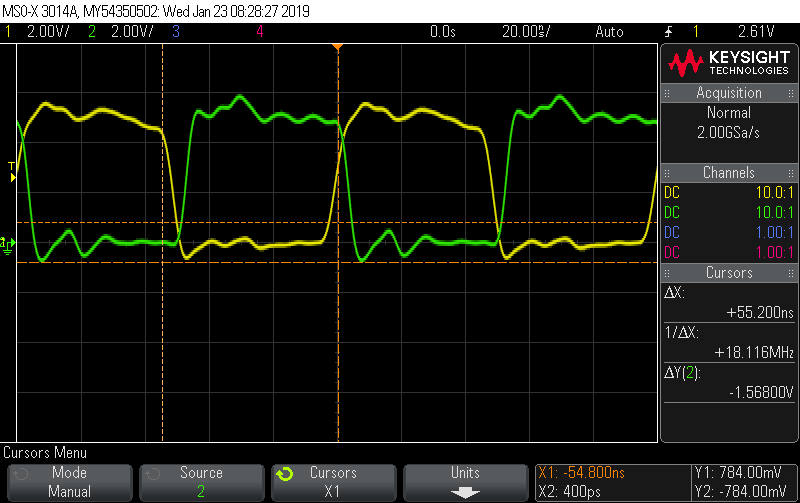 MSO-X 3014A, MY54350502: Wed Jan 23 08:28:27 2019
1 2.00V/ 2 2.00V/ 3 4 0.0s 20.00ns/ Auto 1 2.61V
KEYSIGHT
TECHNOLOGIES
Acquisition
Normal
2.00GSa/s
Channels
DC 10.0:1
DC 10.0:1
DC 1.00:1
DC 1.00:1
Cursors
ΔX:
+55.200ns
1/ΔX:
+18.116MHz
ΔY(2):
-1.56800V
T
Cursors Menu
Mode
Manual
Source
2
Cursors
X1
Units
X1: -54.800ns
X2: 400ps
Y1: 784.00mV
Y2: -784.00mV